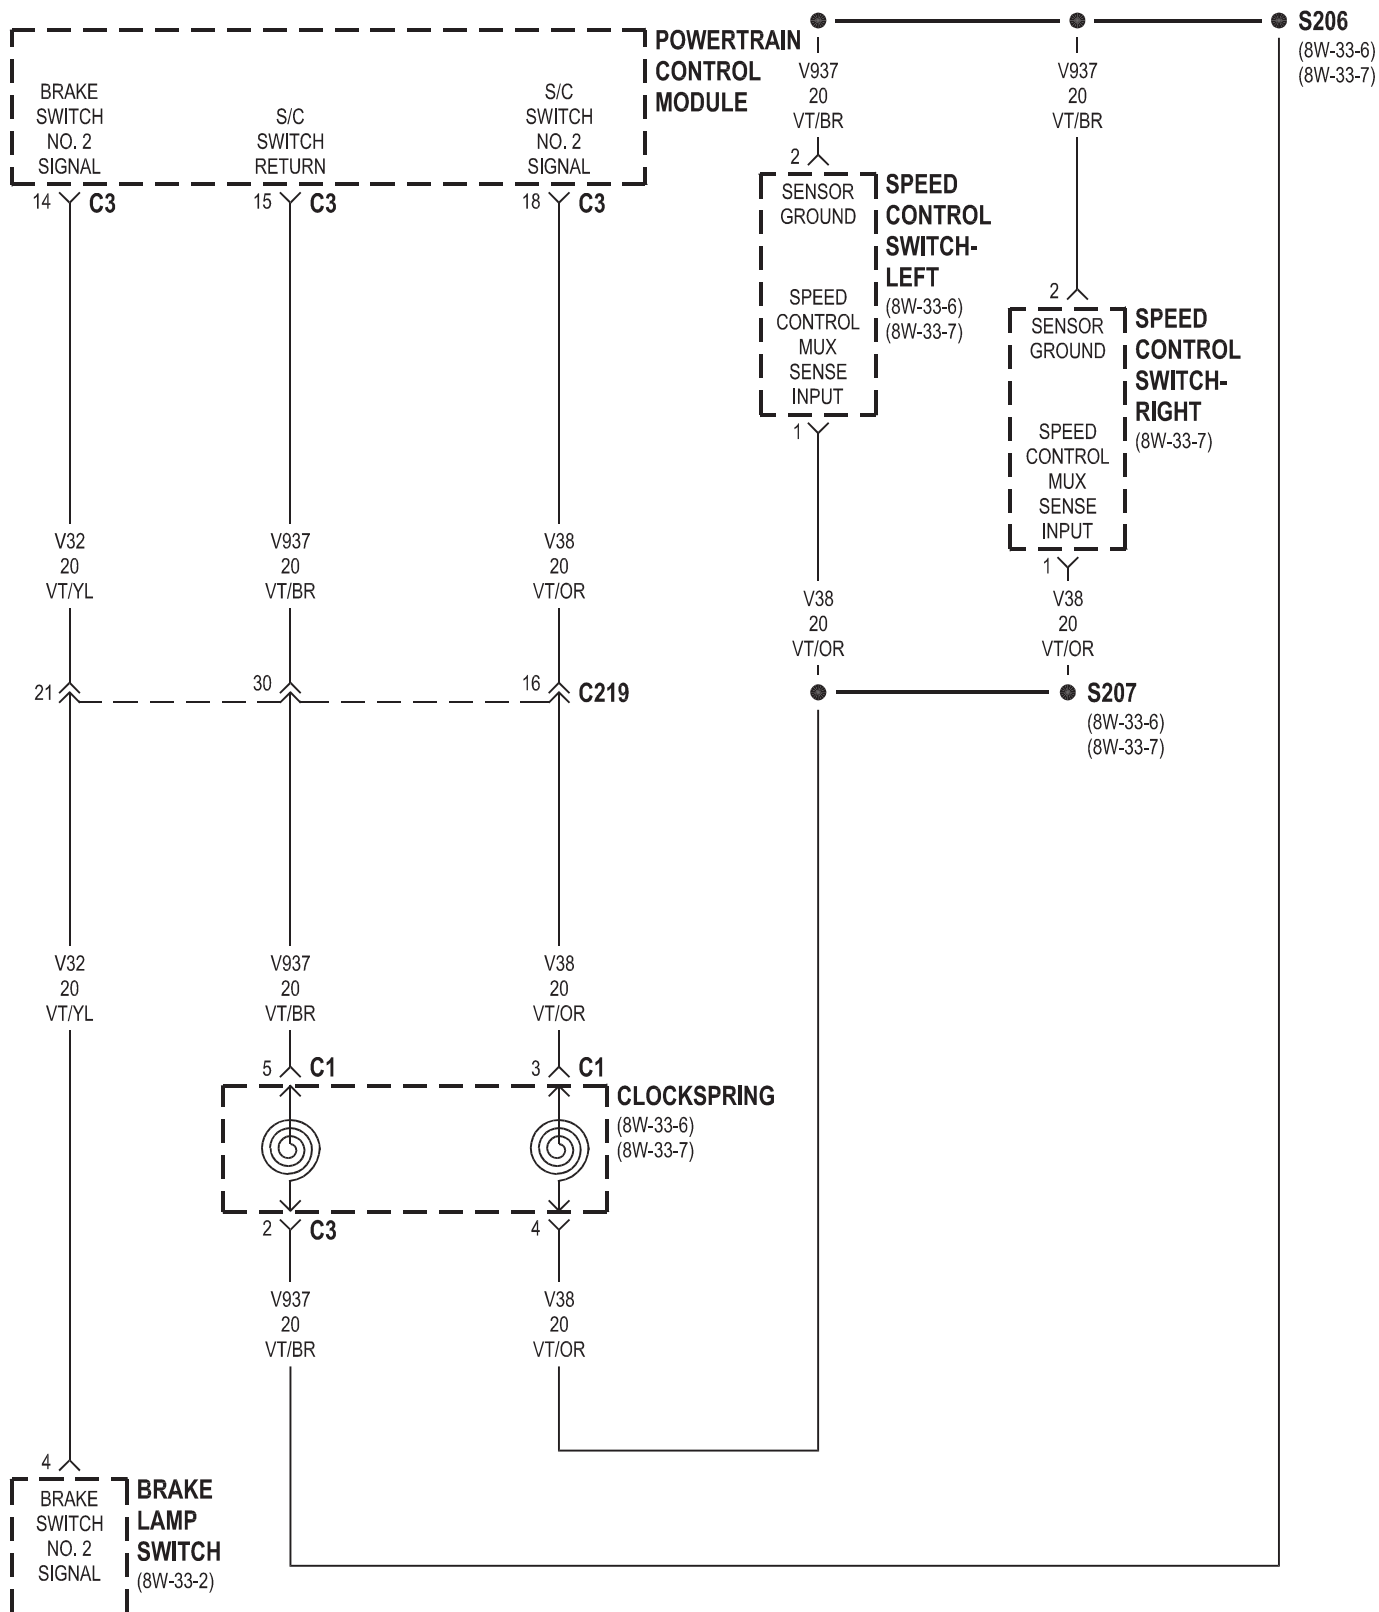 POWERTRAIN
CONTROL
MODULE
BRAKE
SWITCH
NO. 2
SIGNAL
S/C
SWITCH
RETURN
S/C
SWITCH
NO. 2
SIGNAL
14 C3
15 C3
18 C3
V937
20
VT/BR
V937
20
VT/BR
S206
(8W-33-6)
(8W-33-7)
2
SENSOR
GROUND
SPEED
CONTROL
MUX
SENSE
INPUT
1
SPEED
CONTROL
SWITCH-
LEFT
(8W-33-6)
(8W-33-7)
2
SENSOR
GROUND
SPEED
CONTROL
MUX
SENSE
INPUT
1
SPEED
CONTROL
SWITCH-
RIGHT
(8W-33-7)
V32
20
VT/YL
V937
20
VT/BR
V38
20
VT/OR
V38
20
VT/OR
V38
20
VT/OR
21
30
16 C219
S207
(8W-33-6)
(8W-33-7)
V32
20
VT/YL
V937
20
VT/BR
V38
20
VT/OR
5 C1
3 C1
CLOCKSPRING
(8W-33-6)
(8W-33-7)
2 C3
4
V937
20
VT/BR
V38
20
VT/OR
4
BRAKE
SWITCH
NO. 2
SIGNAL
BRAKE
LAMP
SWITCH
(8W-33-2)